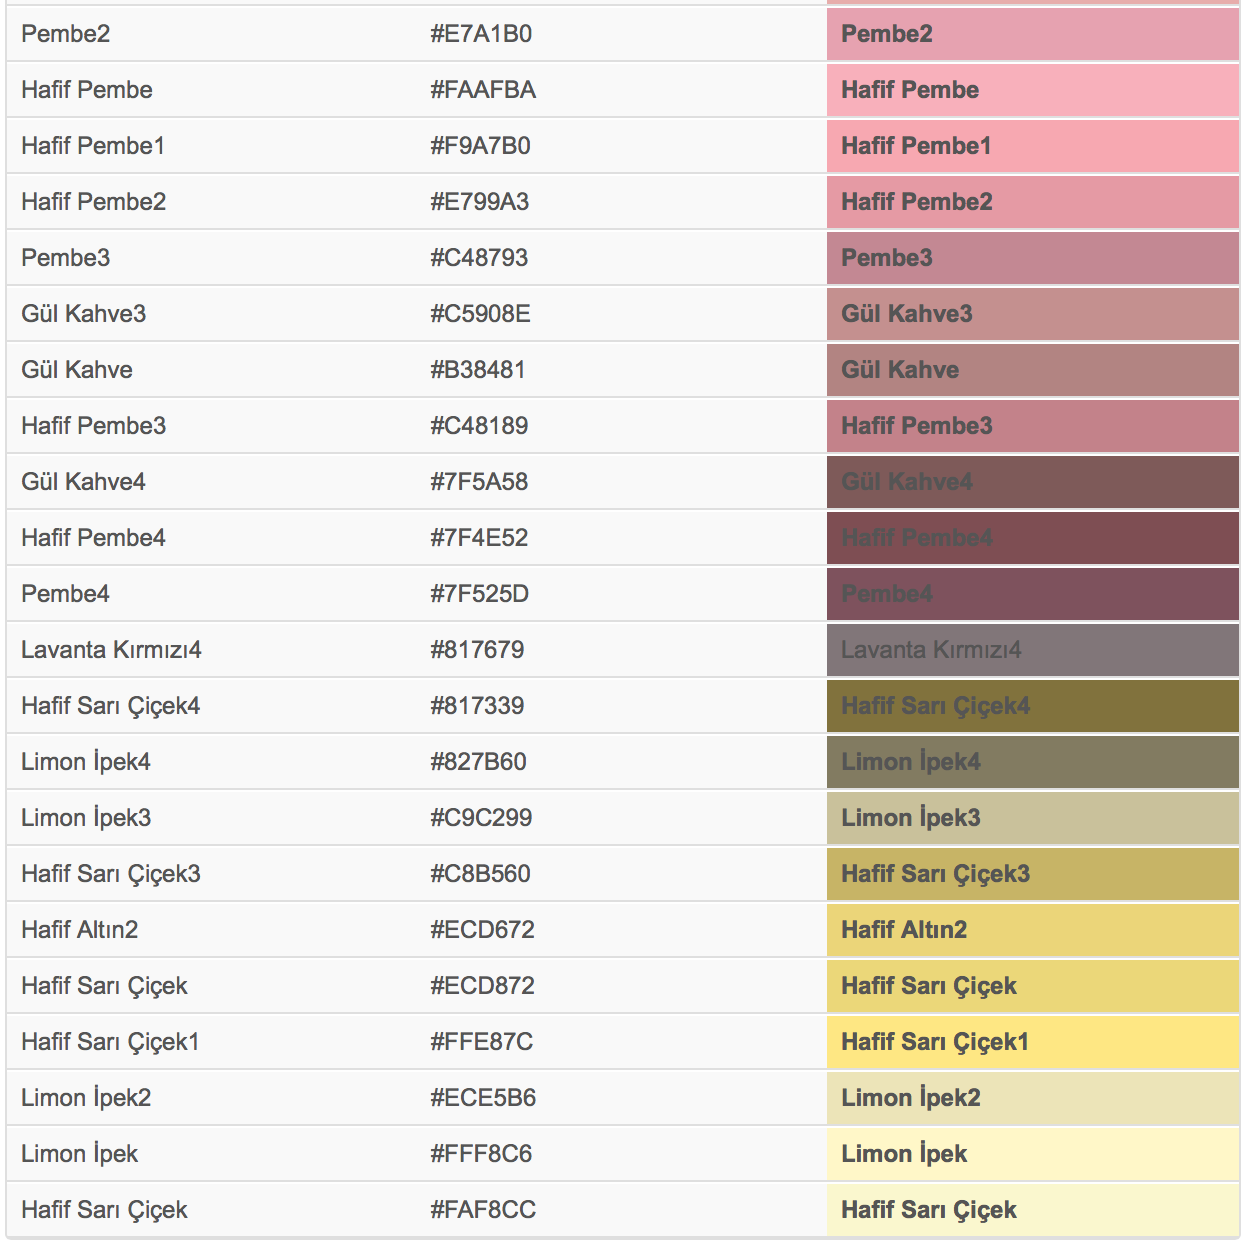 Pembe2 #E7A1B0 Pembe2
Hafif Pembe #FAAFBA Hafif Pembe
Hafif Pembe1 #F9A7B0 Hafif Pembe1
Hafif Pembe2 #E799A3 Hafif Pembe2
Pembe3 #C48793 Pembe3
Gül Kahve3 #C5908E Gül Kahve3
Gül Kahve #B38481 Gül Kahve
Hafif Pembe3 #C48189 Hafif Pembe3
Gül Kahve4 #7F5A58 Gül Kahve4
Hafif Pembe4 #7F4E52 Hafif Pembe4
Pembe4 #7F525D Pembe4
Lavanta Kırmızı4 #817679 Lavanta Kırmızı4
Hafif Sarı Çiçek4 #817339 Hafif Sarı Çiçek4
Limon İpek4 #827B60 Limon İpek4
Limon İpek3 #C9C299 Limon İpek3
Hafif Sarı Çiçek3 #C8B560 Hafif Sarı Çiçek3
Hafif Altın2 #ECD672 Hafif Altın2
Hafif Sarı Çiçek #ECD872 Hafif Sarı Çiçek
Hafif Sarı Çiçek1 #FFE87C Hafif Sarı Çiçek1
Limon İpek2 #ECE5B6 Limon İpek2
Limon İpek #FFF8C6 Limon İpek
Hafif Sarı Çiçek #FAF8CC Hafif Sarı Çiçek